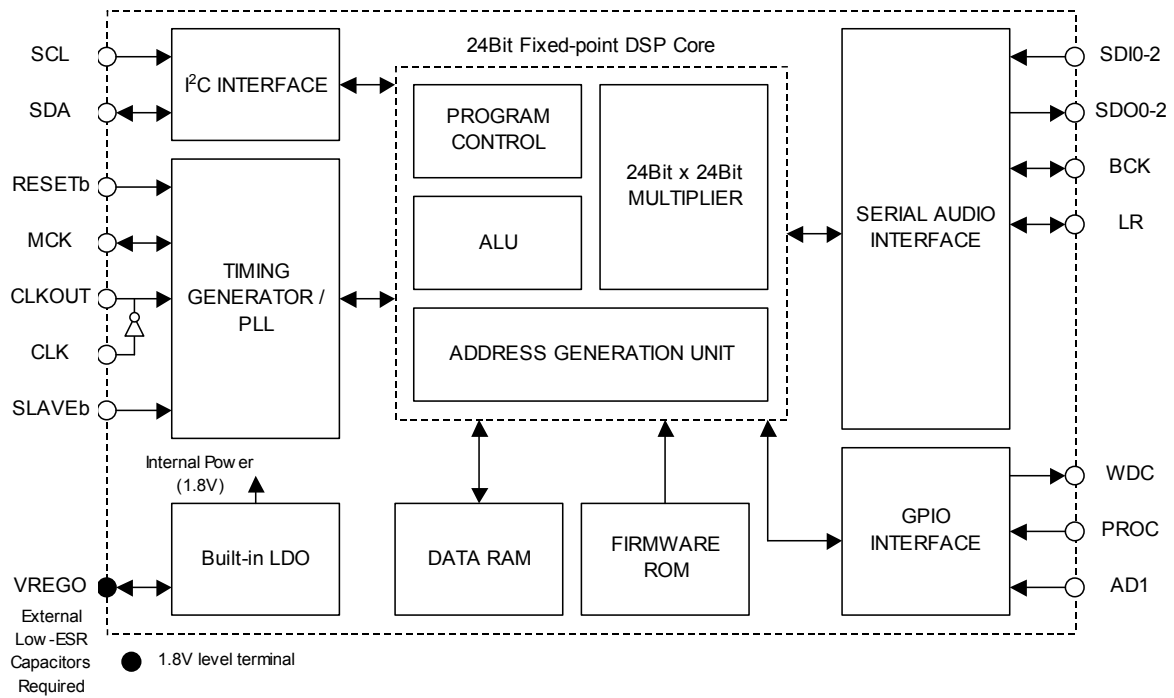 24Bit Fixed-point DSP Core
SCL
SDA
RESETb
MCK
CLKOUT
CLK
SLAVEb
VREGO
External
Low-ESR
Capacitors
Required
I²C INTERFACE
TIMING
GENERATOR /
PLL
Internal Power
(1.8V)
Built-in LDO
1.8V level terminal
PROGRAM
CONTROL
ALU
24Bit x 24Bit
MULTIPLIER
ADDRESS GENERATION UNIT
DATA RAM
FIRMWARE
ROM
SERIAL AUDIO
INTERFACE
GPIO
INTERFACE
SDI0-2
SDO0-2
BCK
LR
WDC
PROC
AD1